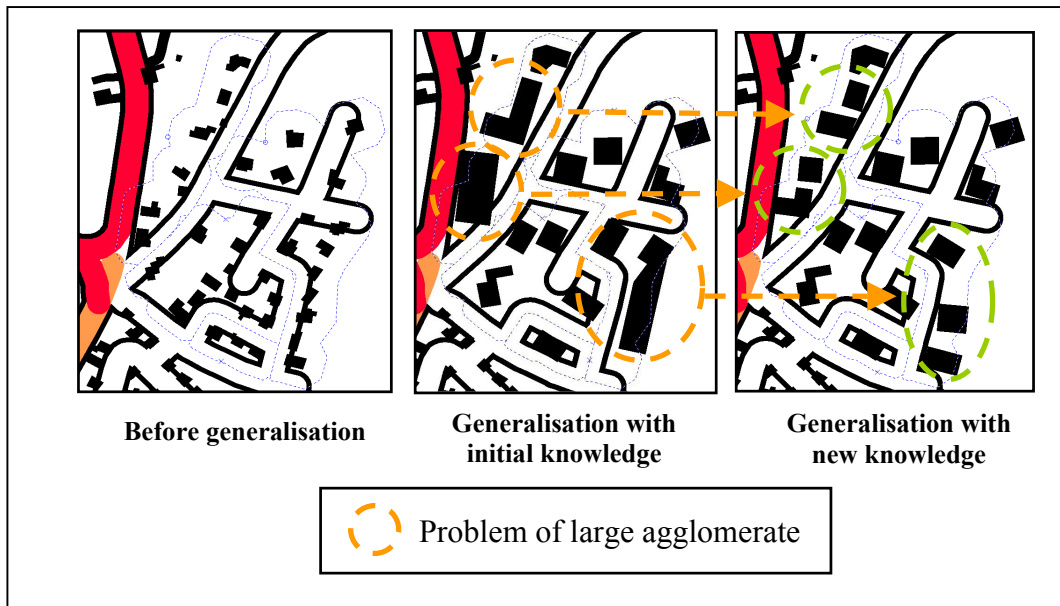 Before generalisation
Generalisation with
initial knowledge
Generalisation with
new knowledge
Problem of large agglomerate